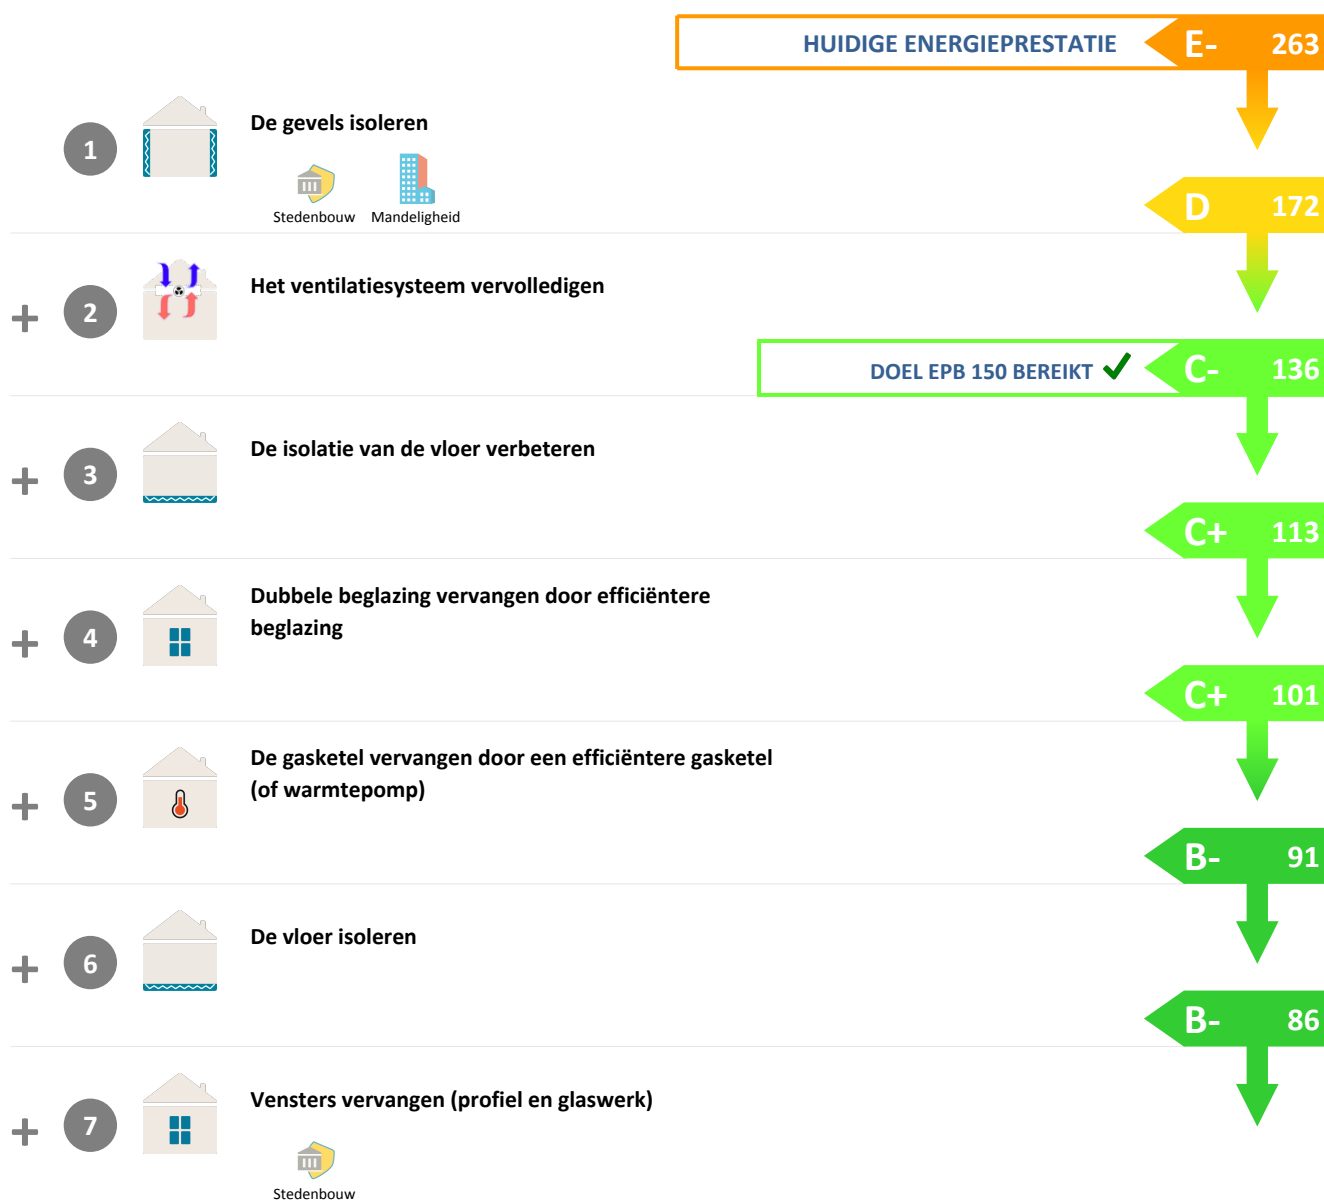 HUIDIGE ENERGIEPRESTATIE E- 263
1 De gevels isoleren
Stedenbouw Mandeligheid
D 172
+ 2 Het ventilatiesysteem vervolledigen
DOEL EPB 150 BEREIKT ✓ C- 136
+ 3 De isolatie van de vloer verbeteren
C+ 113
+ 4 Dubbele beglazing vervangen door efficiëntere
beglazing
C+ 101
+ 5 De gasketel vervangen door een efficiëntere gasketel
(of warmtepomp)
B- 91
+ 6 De vloer isoleren
B- 86
+ 7 Vensters vervangen (profiel en glaswerk)
Stedenbouw